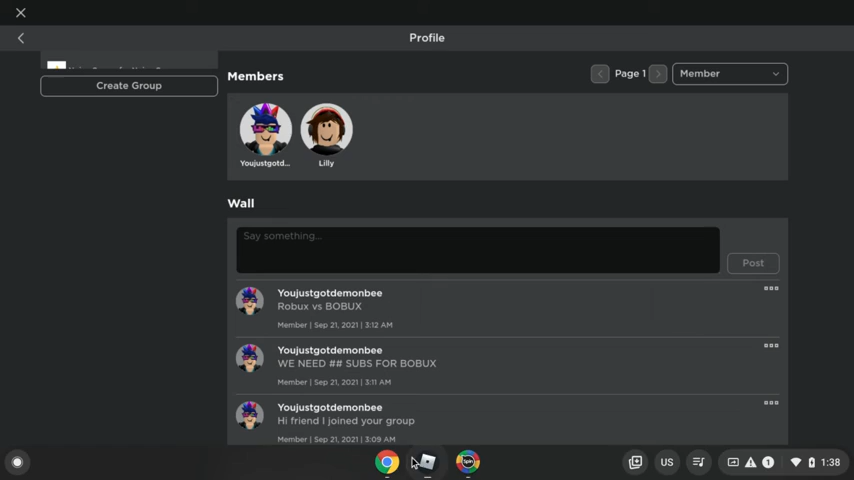 Profile
Create Group
Members
Page 1
Member
Youjustgotd...
Lilly
Wall
Say something...
Post
Youjustgotdemonbee
Robux vs BOBUX
Member | Sep 21, 2021 | 3:12 AM
Youjustgotdemonbee
WE NEED ## SUBS FOR BOBUX
Member | Sep 21, 2021 | 3:11 AM
Youjustgotdemonbee
Hi friend I joined your group
Member | Sep 21, 2021 | 3:09 AM
Spin
US
1
1:38